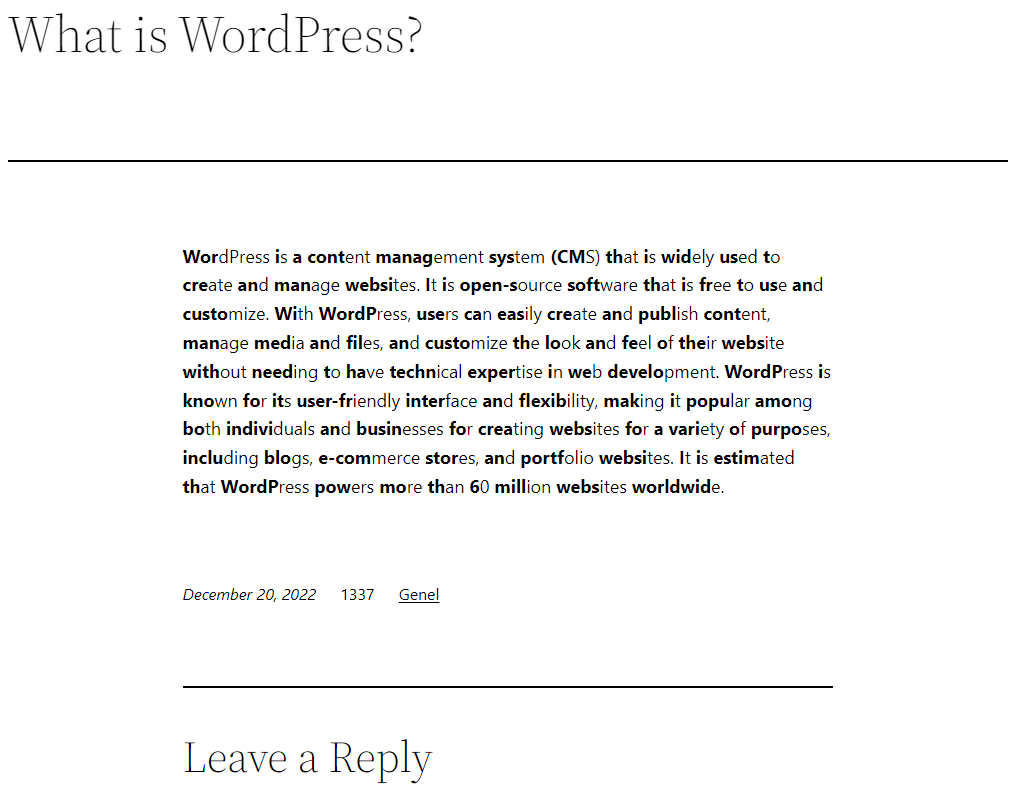 What is WordPress?
WordPress is a content management system (CMS) that is widely used to
create and manage websites. It is open-source software that is free to use and
customize. With WordPress, users can easily create and publish content,
manage media and files, and customize the look and feel of their website
without needing to have technical expertise in web development. WordPress is
known for its user-friendly interface and flexibility, making it popular among
both individuals and businesses for creating websites for a variety of purposes,
including blogs, e-commerce stores, and portfolio websites. It is estimated
that WordPress powers more than 60 million websites worldwide.
December 20, 2022 1337 Genel
Leave a Reply